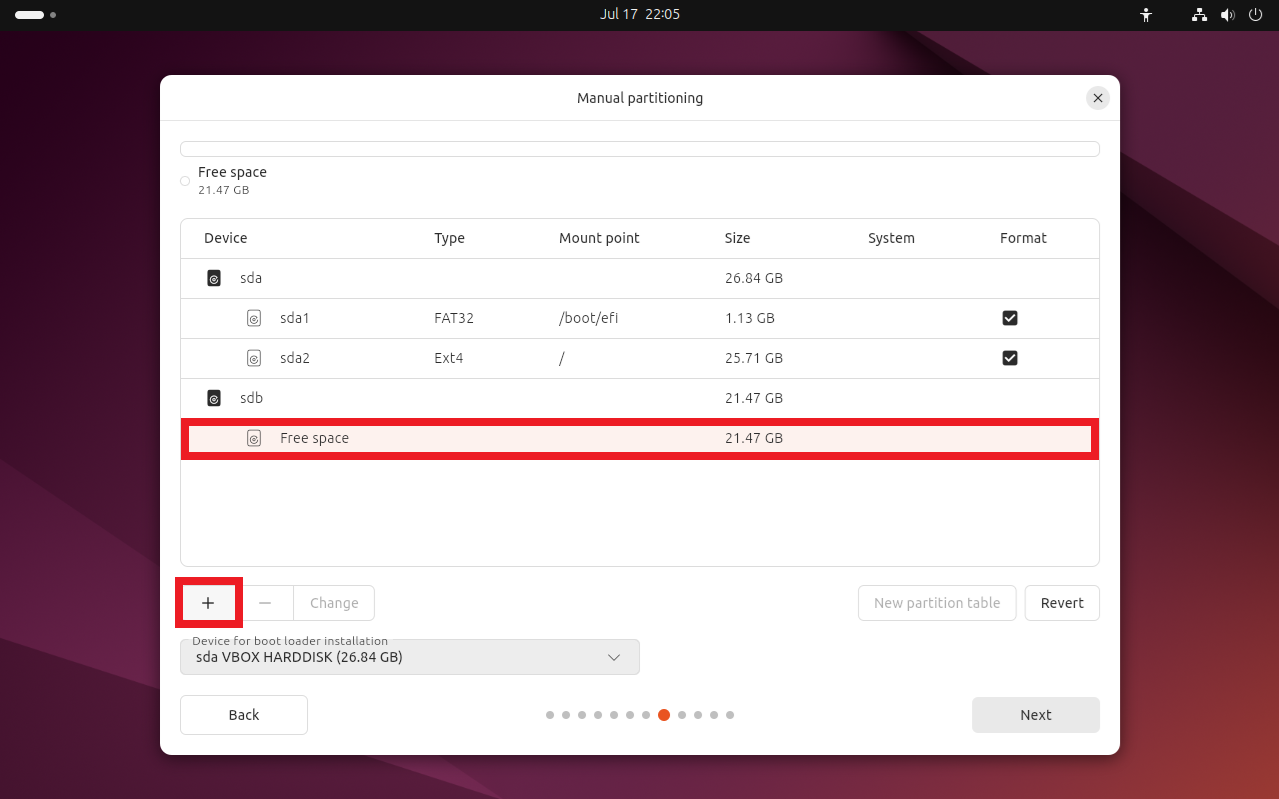 Jul 17 22:05
Manual partitioning
Free space
21.47 GB
Device Type Mount point Size System Format
sda 26.84 GB
sda1 FAT32 /boot/efi 1.13 GB
sda2 Ext4 / 25.71 GB
sdb 21.47 GB
Free space 21.47 GB
+ − Change New partition table Revert
Device for boot loader installation
sda VBOX HARDDISK (26.84 GB)
Back Next